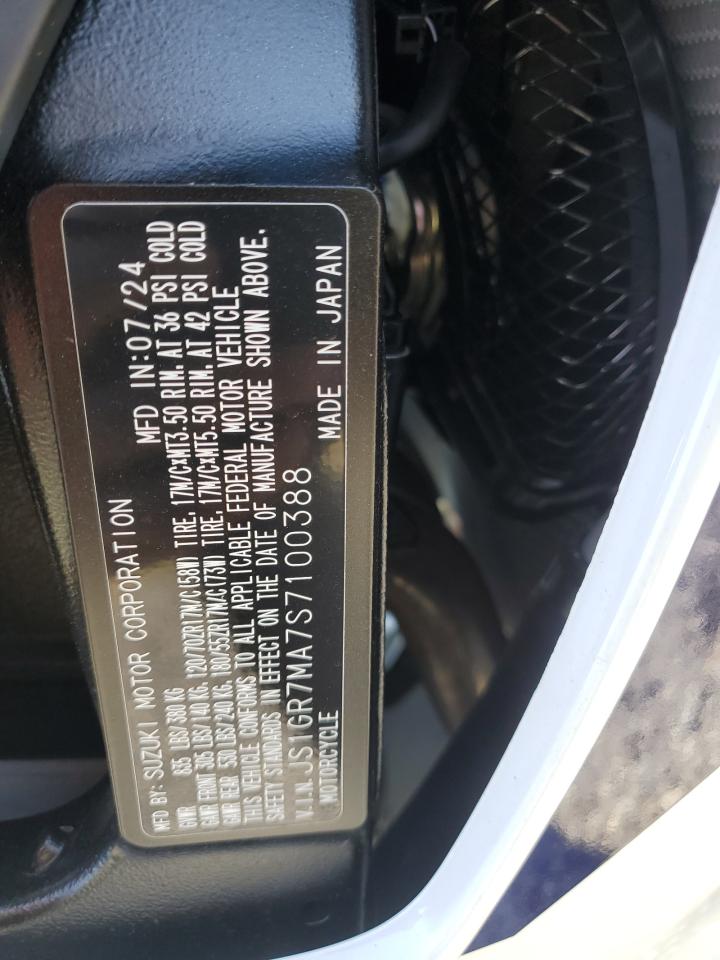 MFD BY: SUZUKI MOTOR CORPORATION MFD IN:07/24
GVWR 835 LBS/380 KG
GAWR FRONT 306 LBS/140 KG. 120/70ZR17M/C(58W) TIRE, 17M/C×MT3.50 RIM. AT 36 PSI COLD
GAWR REAR 530 LBS/240 KG. 180/55ZR17M/C(73W) TIRE, 17M/C×MT5.50 RIM. AT 42 PSI COLD
THIS VEHICLE CONFORMS TO ALL APPLICABLE FEDERAL MOTOR VEHICLE
SAFETY STANDARDS IN EFFECT ON THE DATE OF MANUFACTURE SHOWN ABOVE.
V.I.N. JS1GR7MA7S7100388
MOTORCYCLE MADE IN JAPAN